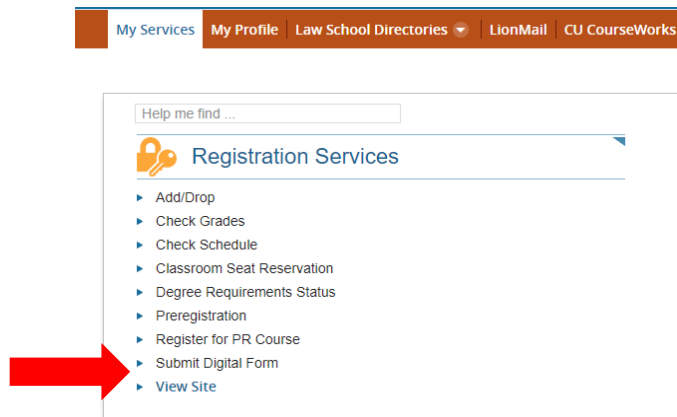 My Services My Profile Law School Directories LionMail CU CourseWorks
Help me find ...
Registration Services
Add/Drop
Check Grades
Check Schedule
Classroom Seat Reservation
Degree Requirements Status
Preregistration
Register for PR Course
Submit Digital Form
View Site